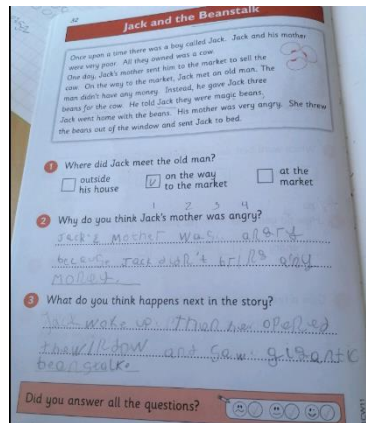 32
Jack and the Beanstalk
Once upon a time there was a boy called Jack. Jack and his mother
were very poor. All they owned was a cow.
One day, Jack's mother sent him to the market to sell the
cow. On the way to the market, Jack met an old man. The
man didn't have any money. Instead, he gave Jack three
beans for the cow. He told Jack they were magic beans.
Jack went home with the beans. His mother was very angry. She threw
the beans out of the window and sent Jack to bed.
1 Where did Jack meet the old man?
outside
his house
on the way
to the market
at the
market
1 2 3 4
2 Why do you think Jack's mother was angry?
Jack's Mother was angry
because Jack didn't bring any
money.
3 What do you think happens next in the story?
Jack woke up then he opened
the window and saw gigantic
beanstalk
Did you answer all the questions?